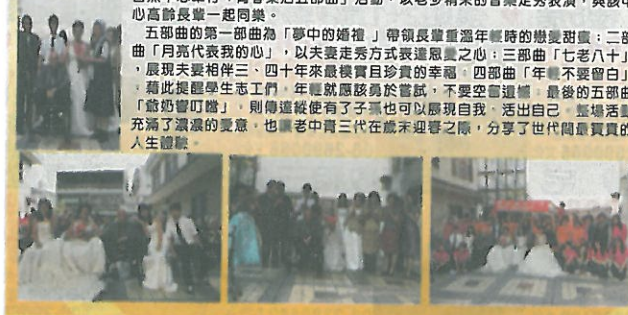 心高齡長輩一起同樂。
五部曲的第一部曲為「夢中的婚禮」帶領長輩重溫年輕時的戀愛甜蜜；二部
曲「月亮代表我的心」，以夫妻走秀方式表達恩愛之心；三部曲「七老八十」
，展現夫妻相伴三、四十年來最樸實且珍貴的幸福。四部曲「年輕不要留白」
，藉此提醒學生志工們，年輕就應該勇於嘗試，不要空留遺憾。最後的五部曲
「爺奶響叮噹」，則傳達縱使有了子孫也可以展現自我，活出自己。整場活動
充滿了濃濃的愛意，也讓老中青三代在歲末迎春之際，分享了世代間最寶貴的
人生體驗。